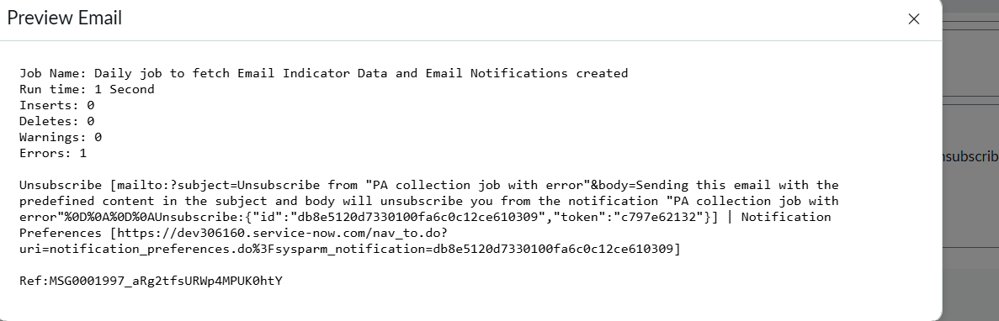 Preview Email
Job Name: Daily job to fetch Email Indicator Data and Email Notifications created
Run time: 1 Second
Inserts: 0
Deletes: 0
Warnings: 0
Errors: 1
Unsubscribe [mailto:?subject=Unsubscribe from "PA collection job with error"&body=Sending this email with the
predefined content in the subject and body will unsubscribe you from the notification "PA collection job with
error"%0D%0A%0D%0AUnsubscribe:{"id":"db8e5120d7330100fa6c0c12ce610309","token":"c797e62132"}] | Notification
Preferences [https://dev306160.service-now.com/nav_to.do?
uri=notification_preferences.do%3Fsysparm_notification=db8e5120d7330100fa6c0c12ce610309]
Ref:MSG0001997_aRg2tfsURWp4MPUK0htY
nsubscrib